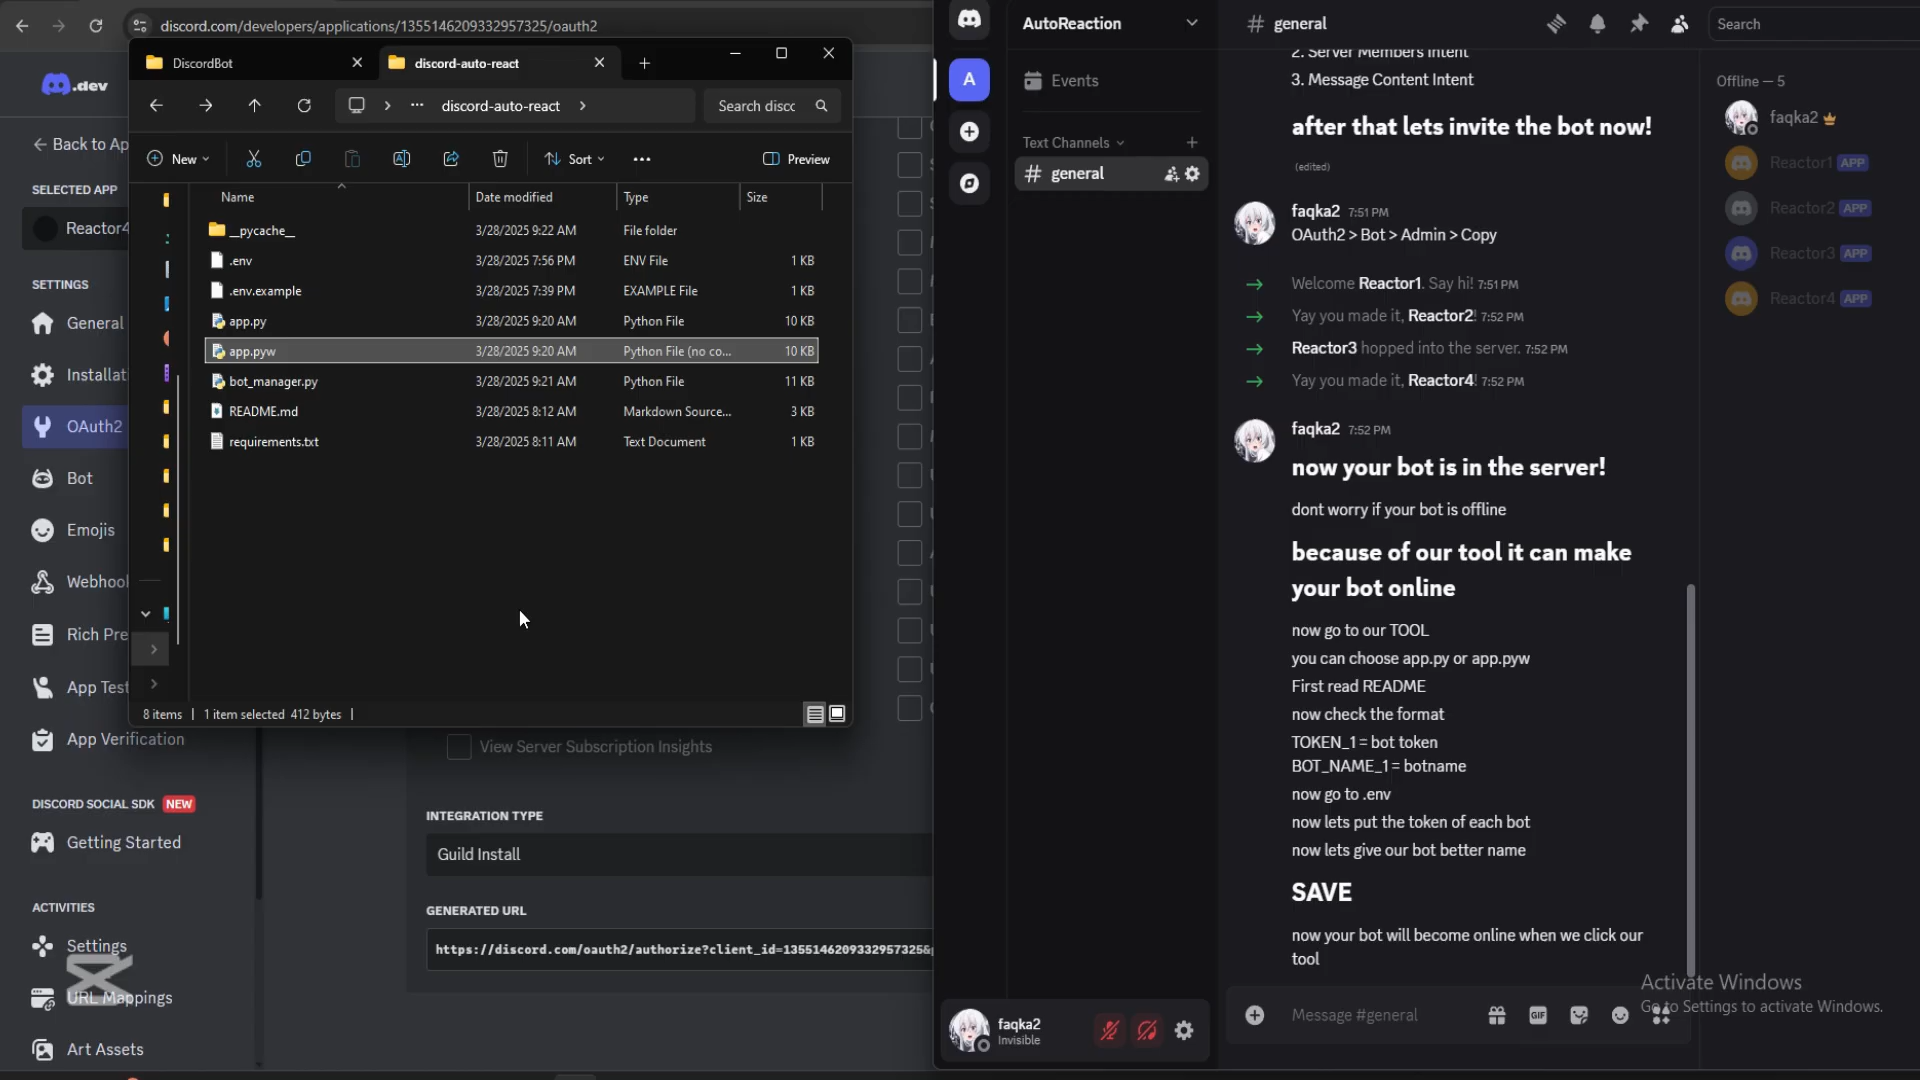 discord.com/developers/applications/1355146209332957325/oauth2
DiscordBot
discord-auto-react
discord-auto-react
Search disco
New
Sort
Preview
Name
Date modified
Type
Size
__pycache__
3/28/2025 9:22 AM
File folder
.env
3/28/2025 7:56 PM
ENV File
1 KB
.env.example
3/28/2025 7:39 PM
EXAMPLE File
1 KB
app.py
3/28/2025 9:20 AM
Python File
10 KB
app.pyw
3/28/2025 9:20 AM
Python File (no co...
10 KB
bot_manager.py
3/28/2025 9:21 AM
Python File
11 KB
README.md
3/28/2025 8:12 AM
Markdown Source...
3 KB
requirements.txt
3/28/2025 8:11 AM
Text Document
1 KB
8 items
1 item selected 412 bytes
.dev
Back to Ap
SELECTED APP
Reactor4
SETTINGS
General
Installati
OAuth2
Bot
Emojis
Webhool
Rich Pre
App Test
App Verification
DISCORD SOCIAL SDK NEW
Getting Started
ACTIVITIES
Settings
URL Mappings
Art Assets
View Server Subscription Insights
INTEGRATION TYPE
Guild Install
GENERATED URL
https://discord.com/oauth2/authorize?client_id=1355146209332957325&
A
AutoReaction
Events
Text Channels
general
faqka2
Invisible
# general
Search
2. Server Members Intent
3. Message Content Intent
after that lets invite the bot now!
(edited)
faqka2 7:51 PM
OAuth2 > Bot > Admin > Copy
Welcome Reactor1. Say hi! 7:51 PM
Yay you made it, Reactor2! 7:52 PM
Reactor3 hopped into the server. 7:52 PM
Yay you made it, Reactor4! 7:52 PM
faqka2 7:52 PM
now your bot is in the server!
dont worry if your bot is offline
because of our tool it can make
your bot online
now go to our TOOL
you can choose app.py or app.pyw
First read README
now check the format
TOKEN_1 = bot token
BOT_NAME_1 = botname
now go to .env
now lets put the token of each bot
now lets give our bot better name
SAVE
now your bot will become online when we click our
tool
Message #general
GIF
Offline — 5
faqka2
Reactor1 APP
Reactor2 APP
Reactor3 APP
Reactor4 APP
Activate Windows
Go to Settings to activate Windows.